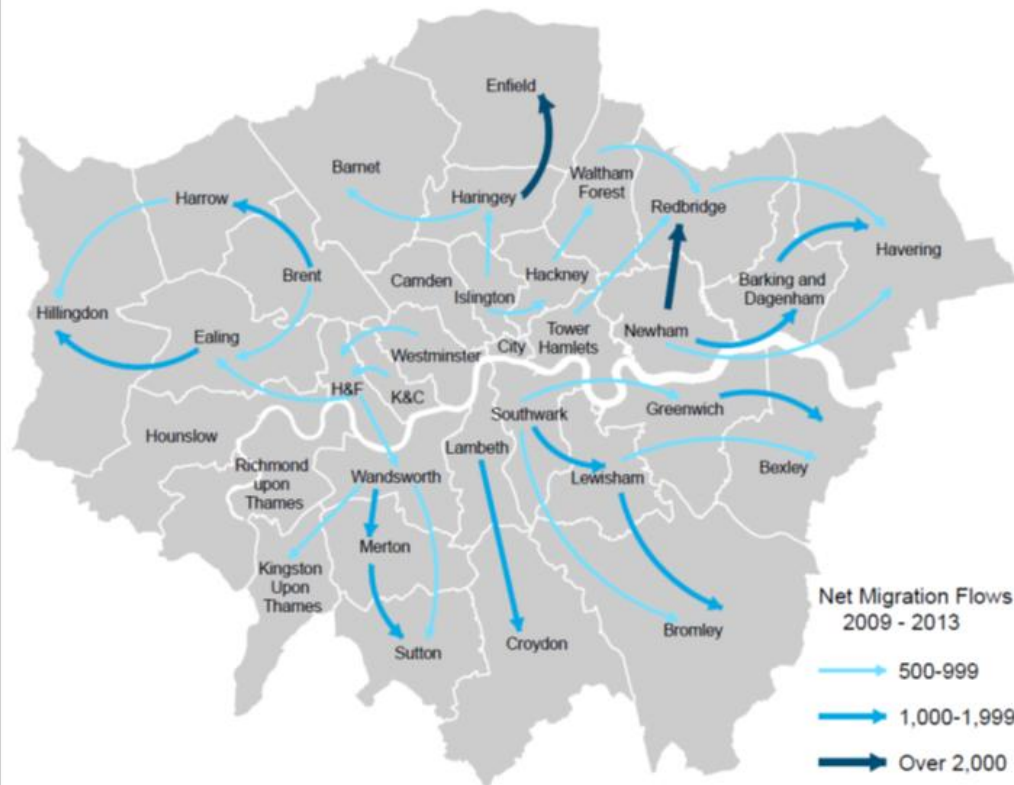 Enfield
Barnet
Waltham
Forest
Harrow
Haringey
Redbridge
Havering
Brent
Camden
Hackney
Barking and
Dagenham
Islington
Hillingdon
Ealing
Tower
Hamlets
Newham
City
Westminster
H&F
K&C
Greenwich
Southwark
Hounslow
Lambeth
Bexley
Richmond
upon
Thames
Wandsworth
Lewisham
Merton
Kingston
Upon
Thames
Bromley
Croydon
Sutton
Net Migration Flows
2009 - 2013
500-999
1,000-1,999
Over 2,000